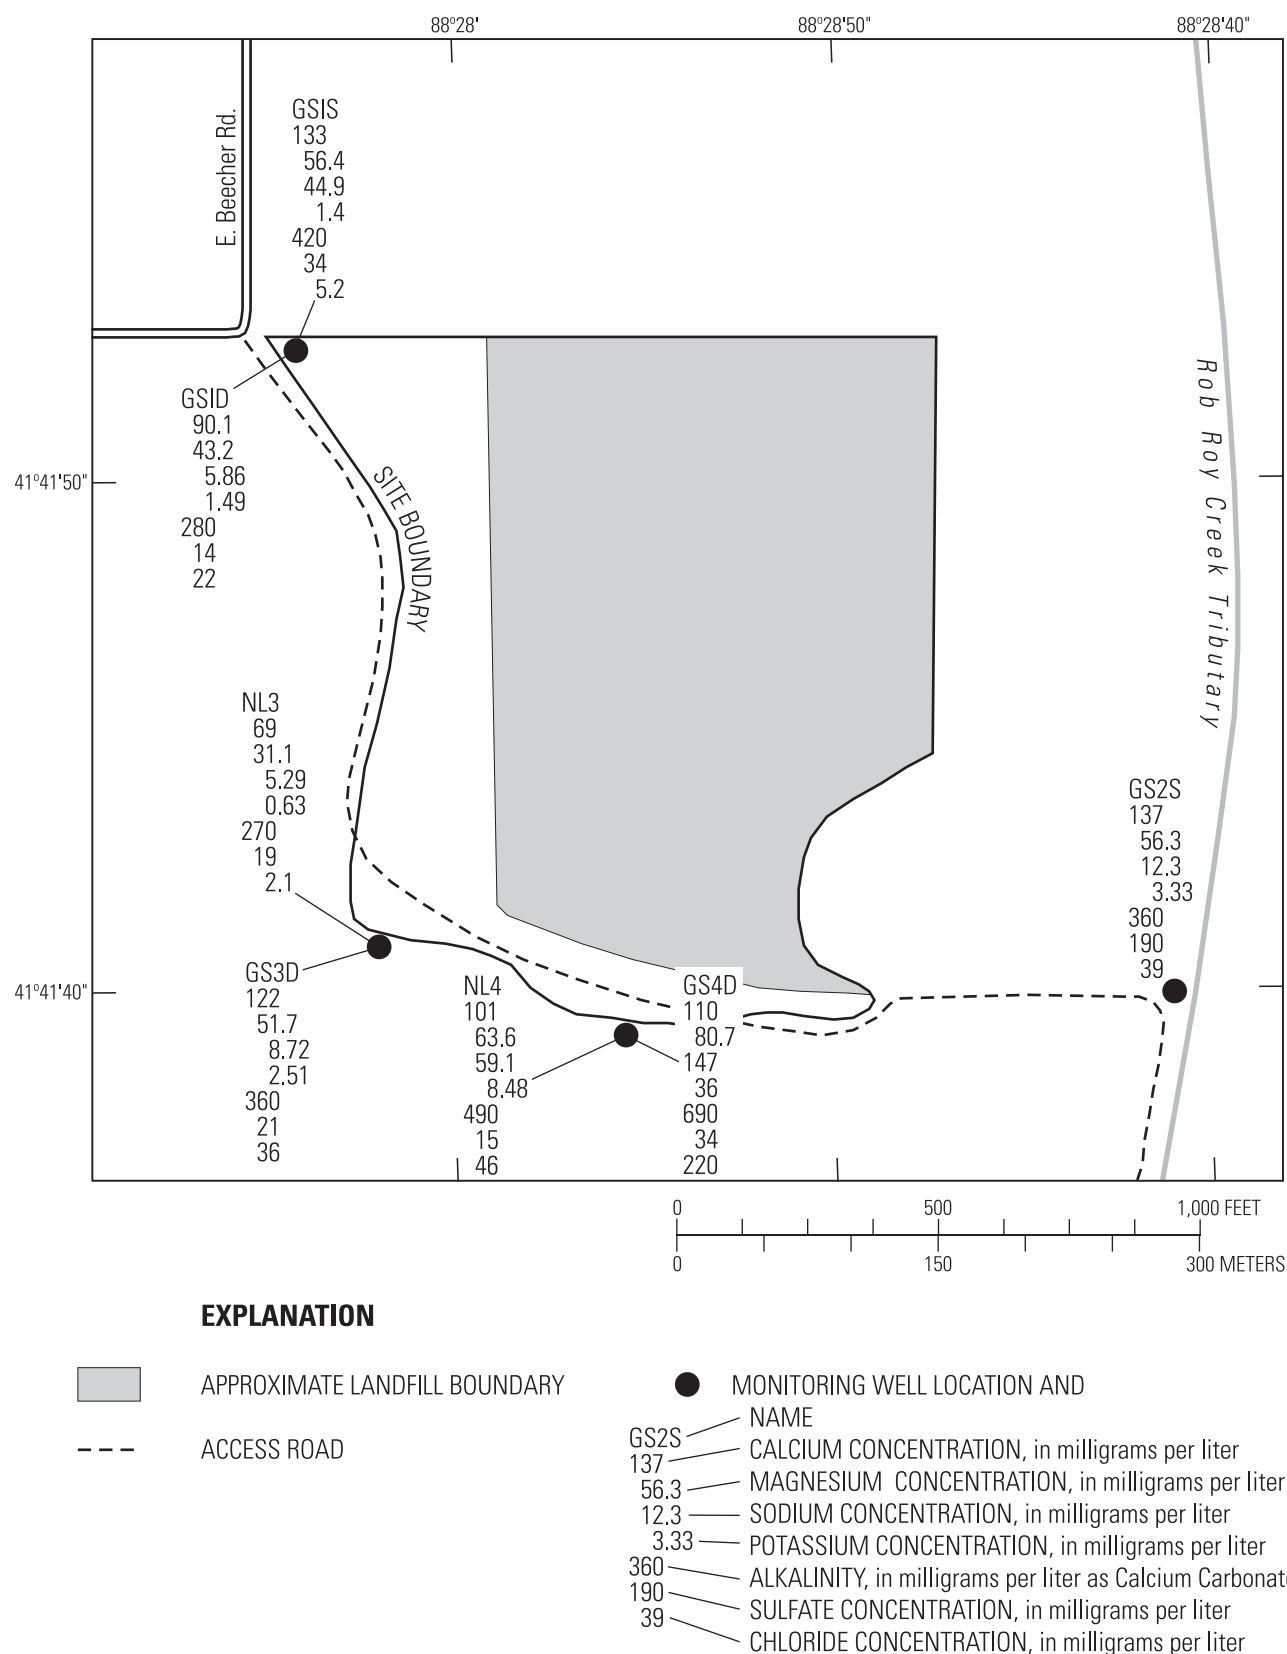 88°28'
88°28'50"
88°28'40"
E. Beecher Rd.
GSIS
133
56.4
44.9
1.4
420
34
5.2
GSID
90.1
43.2
5.86
1.49
280
14
22
41°41'50"
SITE BOUNDARY
Rob Roy Creek Tributary
NL3
69
31.1
5.29
0.63
270
19
2.1
GS2S
137
56.3
12.3
3.33
360
190
39
41°41'40"
GS3D
122
51.7
8.72
2.51
360
21
36
NL4
101
63.6
59.1
8.48
490
15
46
GS4D
110
80.7
147
36
690
34
220
0 500 1,000 FEET
0 150 300 METERS
EXPLANATION
APPROXIMATE LANDFILL BOUNDARY
ACCESS ROAD
MONITORING WELL LOCATION AND
NAME
GS2S
137 CALCIUM CONCENTRATION, in milligrams per liter
56.3 MAGNESIUM CONCENTRATION, in milligrams per liter
12.3 SODIUM CONCENTRATION, in milligrams per liter
3.33 POTASSIUM CONCENTRATION, in milligrams per liter
360 ALKALINITY, in milligrams per liter as Calcium Carbonate
190 SULFATE CONCENTRATION, in milligrams per liter
39 CHLORIDE CONCENTRATION, in milligrams per liter